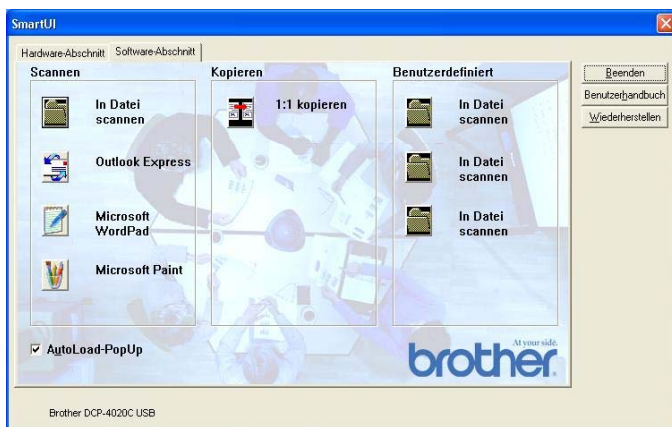 SmartUI
Hardware-Abschnitt
Software-Abschnitt
Scannen
In Datei
scannen
Outlook Express
Microsoft
WordPad
Microsoft Paint
Kopieren
1:1 kopieren
Benutzerdefiniert
In Datei
scannen
In Datei
scannen
In Datei
scannen
Beenden
Benutzerhandbuch
Wiederherstellen
AutoLoad-PopUp
At your side.
brother
Brother DCP-4020C USB